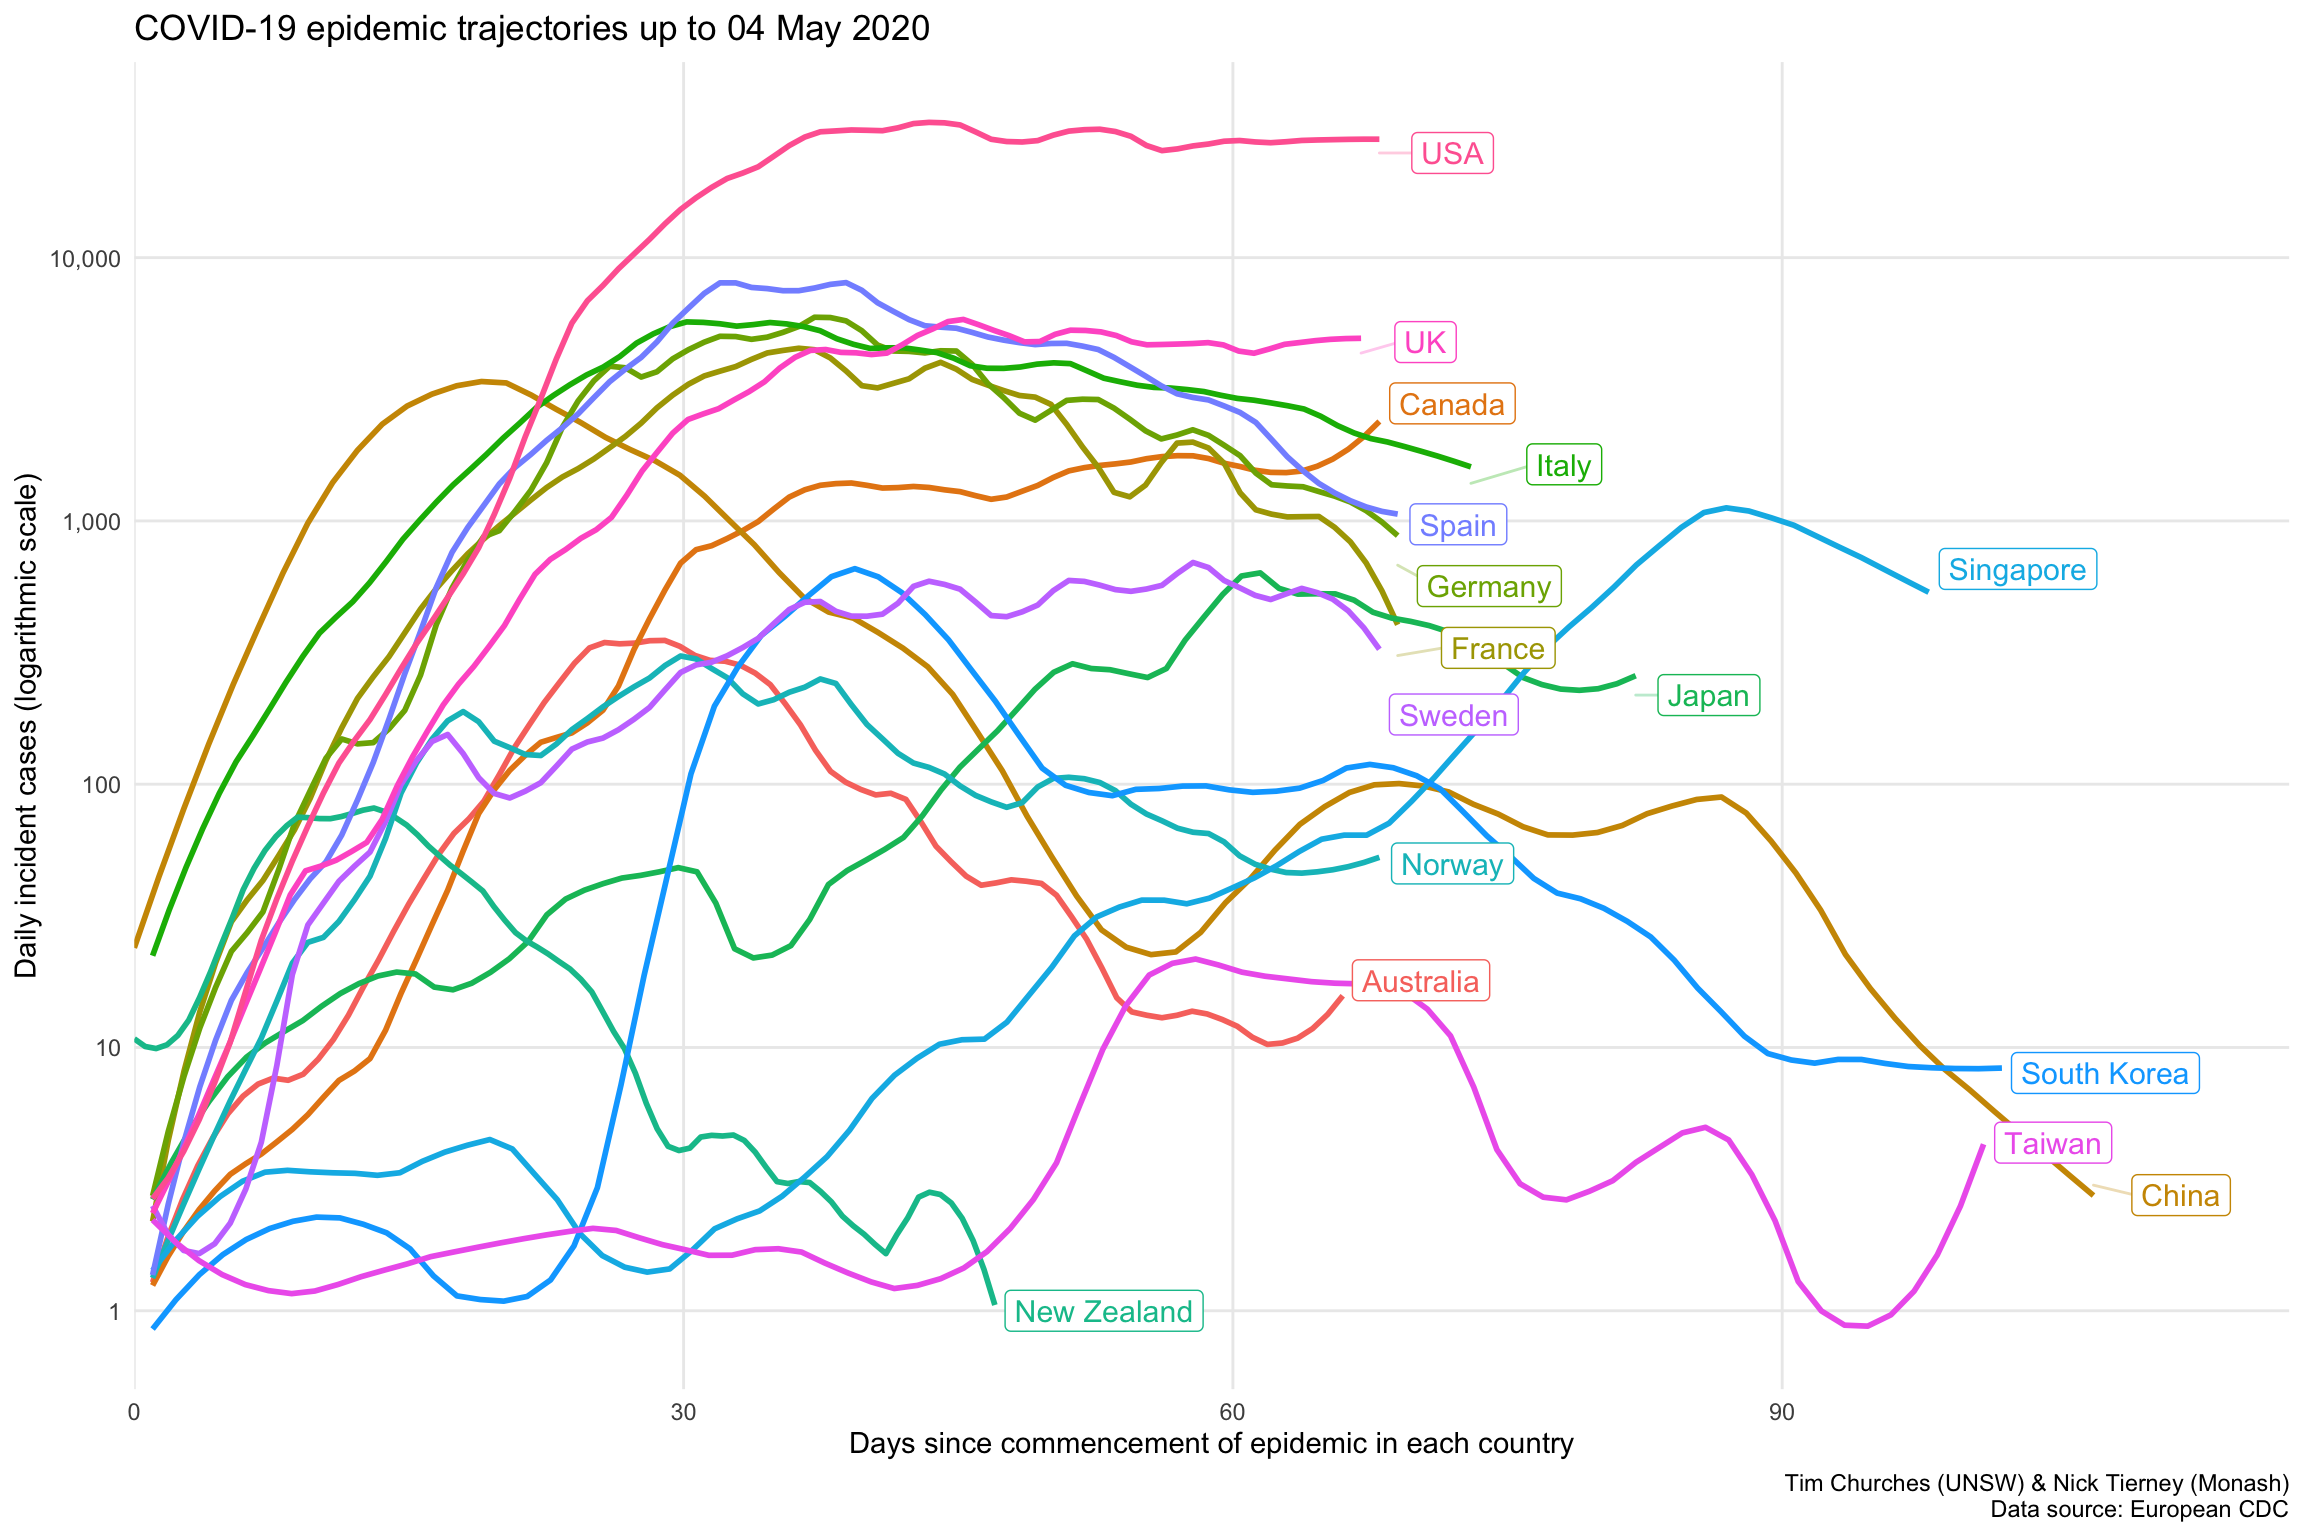 COVID-19 epidemic trajectories up to 04 May 2020
Daily incident cases (logarithmic scale)
10,000
1,000
100
10
1
USA
UK
Canada
Italy
Spain
Singapore
Germany
France
Japan
Sweden
Norway
Australia
South Korea
Taiwan
China
New Zealand
0
30
60
90
Days since commencement of epidemic in each country
Tim Churches (UNSW) & Nick Tierney (Monash)
Data source: European CDC